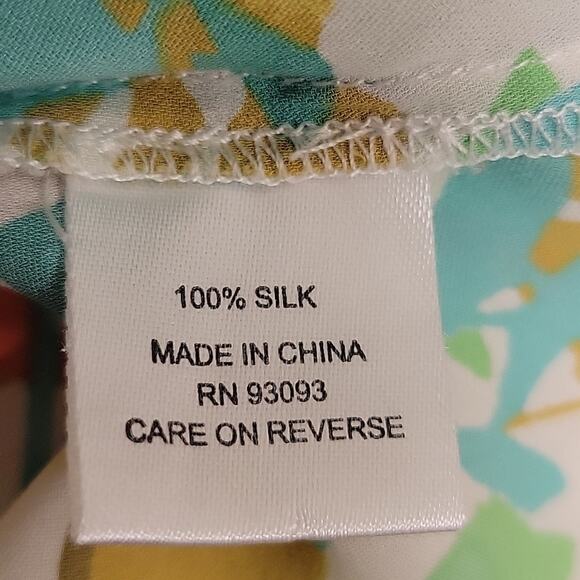 100% SILK
MADE IN CHINA
RN 93093
CARE ON REVERSE